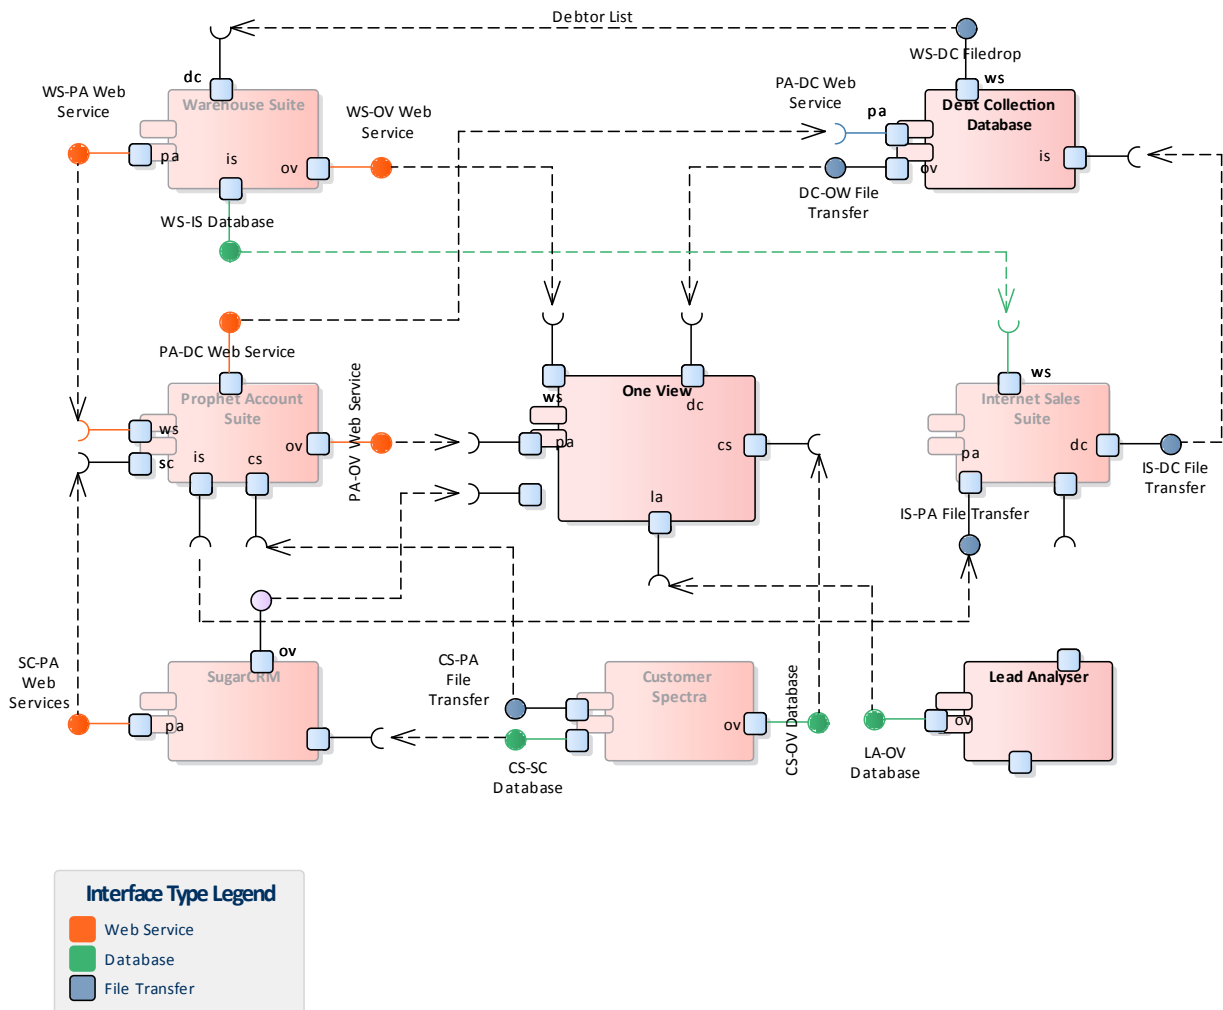 Debtor List
WS-DC Filedrop
dc
ws
WS-PA Web
Service
Warehouse Suite
WS-OV Web
Service
PA-DC Web
Service
pa
Debt Collection
Database
pa
is
ov
ov
is
DC-OW File
Transfer
WS-IS Database
PA-DC Web Service
Prophet Account
Suite
ws
sc
is
cs
ov
PA-OV Web Service
One View
ws
dc
pa
cs
la
ws
Internet Sales
Suite
pa
dc
IS-DC File
Transfer
IS-PA File Transfer
SC-PA
Web
Services
ov
SugarCRM
pa
CS-PA
File
Transfer
Customer
Spectra
ov
CS-SC
Database
CS-OV Database
Lead Analyser
ov
LA-OV
Database
Interface Type Legend
Web Service
Database
File Transfer